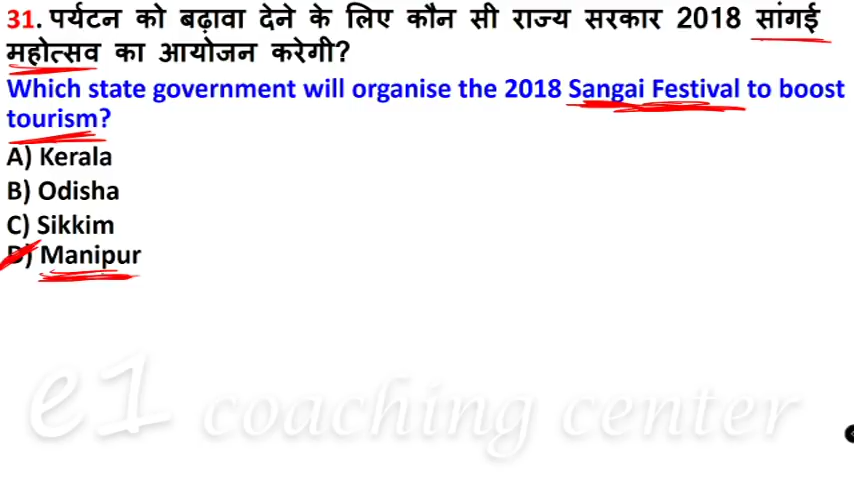 31. पर्यटन को बढ़ावा देने के लिए कौन सी राज्य सरकार 2018 सांगई
महोत्सव का आयोजन करेगी?
Which state government will organise the 2018 Sangai Festival to boost
tourism?
A) Kerala
B) Odisha
C) Sikkim
D) Manipur
e1 coaching center